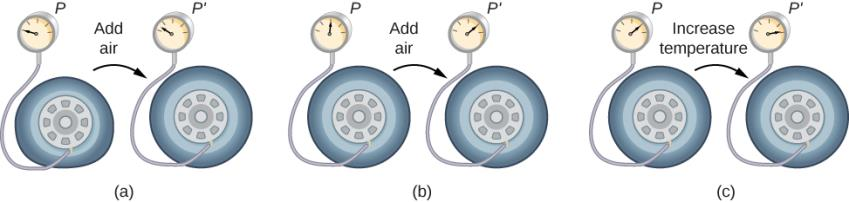 P
P'
Add
air
(a)
P
P'
Add
air
(b)
P
P'
Increase
temperature
(c)